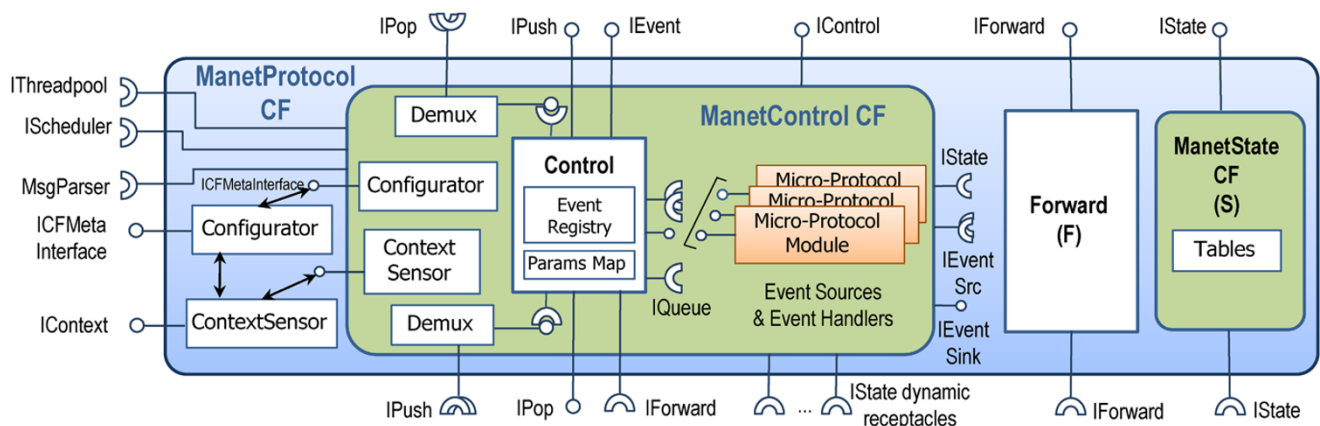 IPop
IPush
IEvent
IControl
IForward
IState
IThreadpool
IScheduler
MsgParser
ICFMeta
Interface
IContext
ManetProtocol
CF
ICFMetaInterface
Configurator
ContextSensor
ManetControl CF
Demux
Configurator
Context
Sensor
Demux
Control
Event
Registry
Params Map
IQueue
Micro-Protocol
Micro-Protocol
Micro-Protocol
Module
Event Sources
& Event Handlers
IState
IEvent
Src
IEvent
Sink
Forward
(F)
ManetState
CF
(S)
Tables
IPush
IPop
IForward
...
IState dynamic
receptacles
IForward
IState